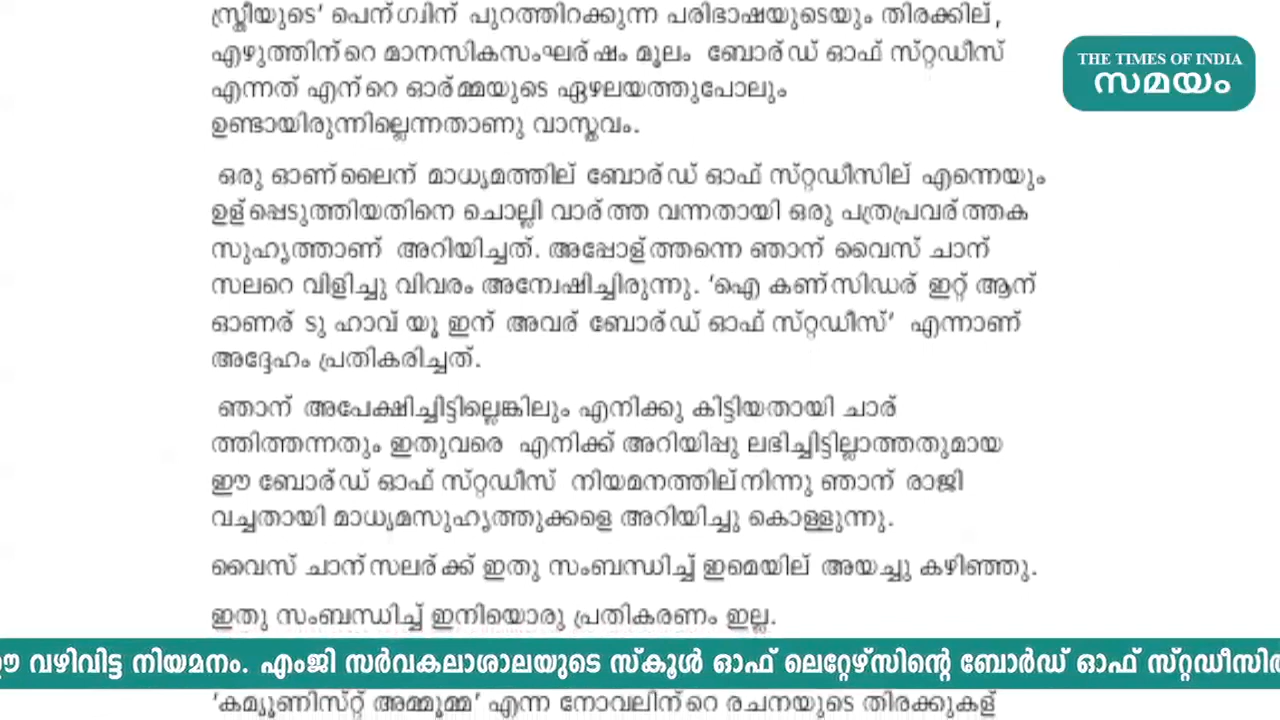 സ്ത്രീയുടെ’ പെന്‌ഗ്വിന് പുറത്തിറക്കുന്ന പരിഭാഷയുടെയും തിരക്കില്,
എഴുത്തിന്‌റെ മാനസികസംഘര്‌ഷം മൂലം ബോര്‌ഡ് ഓഫ് സ്റ്റഡീസ്
എന്നത് എന്‌റെ ഓര്‌മ്മയുടെ ഏഴലയത്തുപോലും
ഉണ്ടായിരുന്നില്ലെന്നതാണു വാസ്തവം.
ഒരു ഓണ്‌ലൈന് മാധ്യമത്തില് ബോര്‌ഡ് ഓഫ് സ്റ്റഡീസില് എന്നെയും
ഉള്‌പ്പെടുത്തിയതിനെ ചൊല്ലി വാര്‌ത്ത വന്നതായി ഒരു പത്രപ്രവര്‌ത്തക
സുഹൃത്താണ് അറിയിച്ചത്. അപ്പോള്‌ത്തന്നെ ഞാന് വൈസ് ചാന്
സലറെ വിളിച്ചു വിവരം അന്വേഷിച്ചിരുന്നു. ‘ഐ കണ്‌സിഡര് ഇറ്റ് ആന്
ഓണര് ടു ഹാവ് യൂ ഇന് അവര് ബോര്‌ഡ് ഓഫ് സ്റ്റഡീസ്’ എന്നാണ്
അദ്ദേഹം പ്രതികരിച്ചത്.
ഞാന് അപേക്ഷിച്ചിട്ടില്ലെങ്കിലും എനിക്കു കിട്ടിയതായി ചാര്
ത്തിത്തന്നതും ഇതുവരെ എനിക്ക് അറിയിപ്പു ലഭിച്ചിട്ടില്ലാത്തതുമായ
ഈ ബോര്‌ഡ് ഓഫ് സ്റ്റഡീസ് നിയമനത്തില്‌നിന്നു ഞാന് രാജി
വച്ചതായി മാധ്യമസുഹൃത്തുക്കളെ അറിയിച്ചു കൊള്ളുന്നു.
വൈസ് ചാന്‌സലര്‌ക്ക് ഇതു സംബന്ധിച്ച് ഇമെയില് അയച്ചു കഴിഞ്ഞു.
ഇതു സംബന്ധിച്ച് ഇനിയൊരു പ്രതികരണം ഇല്ല.
ഈ വഴിവിട്ട നിയമനം. എംജി സർവകലാശാലയുടെ സ്കൂൾ ഓഫ് ലെറ്റേഴ്സിന്റെ ബോർഡ് ഓഫ് സ്റ്റഡീസിൽ
‘കമ്യൂണിസ്റ്റ് അമ്മൂമ്മ’ എന്ന നോവലിന്‌റെ രചനയുടെ തിരക്കുകള്
THE TIMES OF INDIA
സമയം